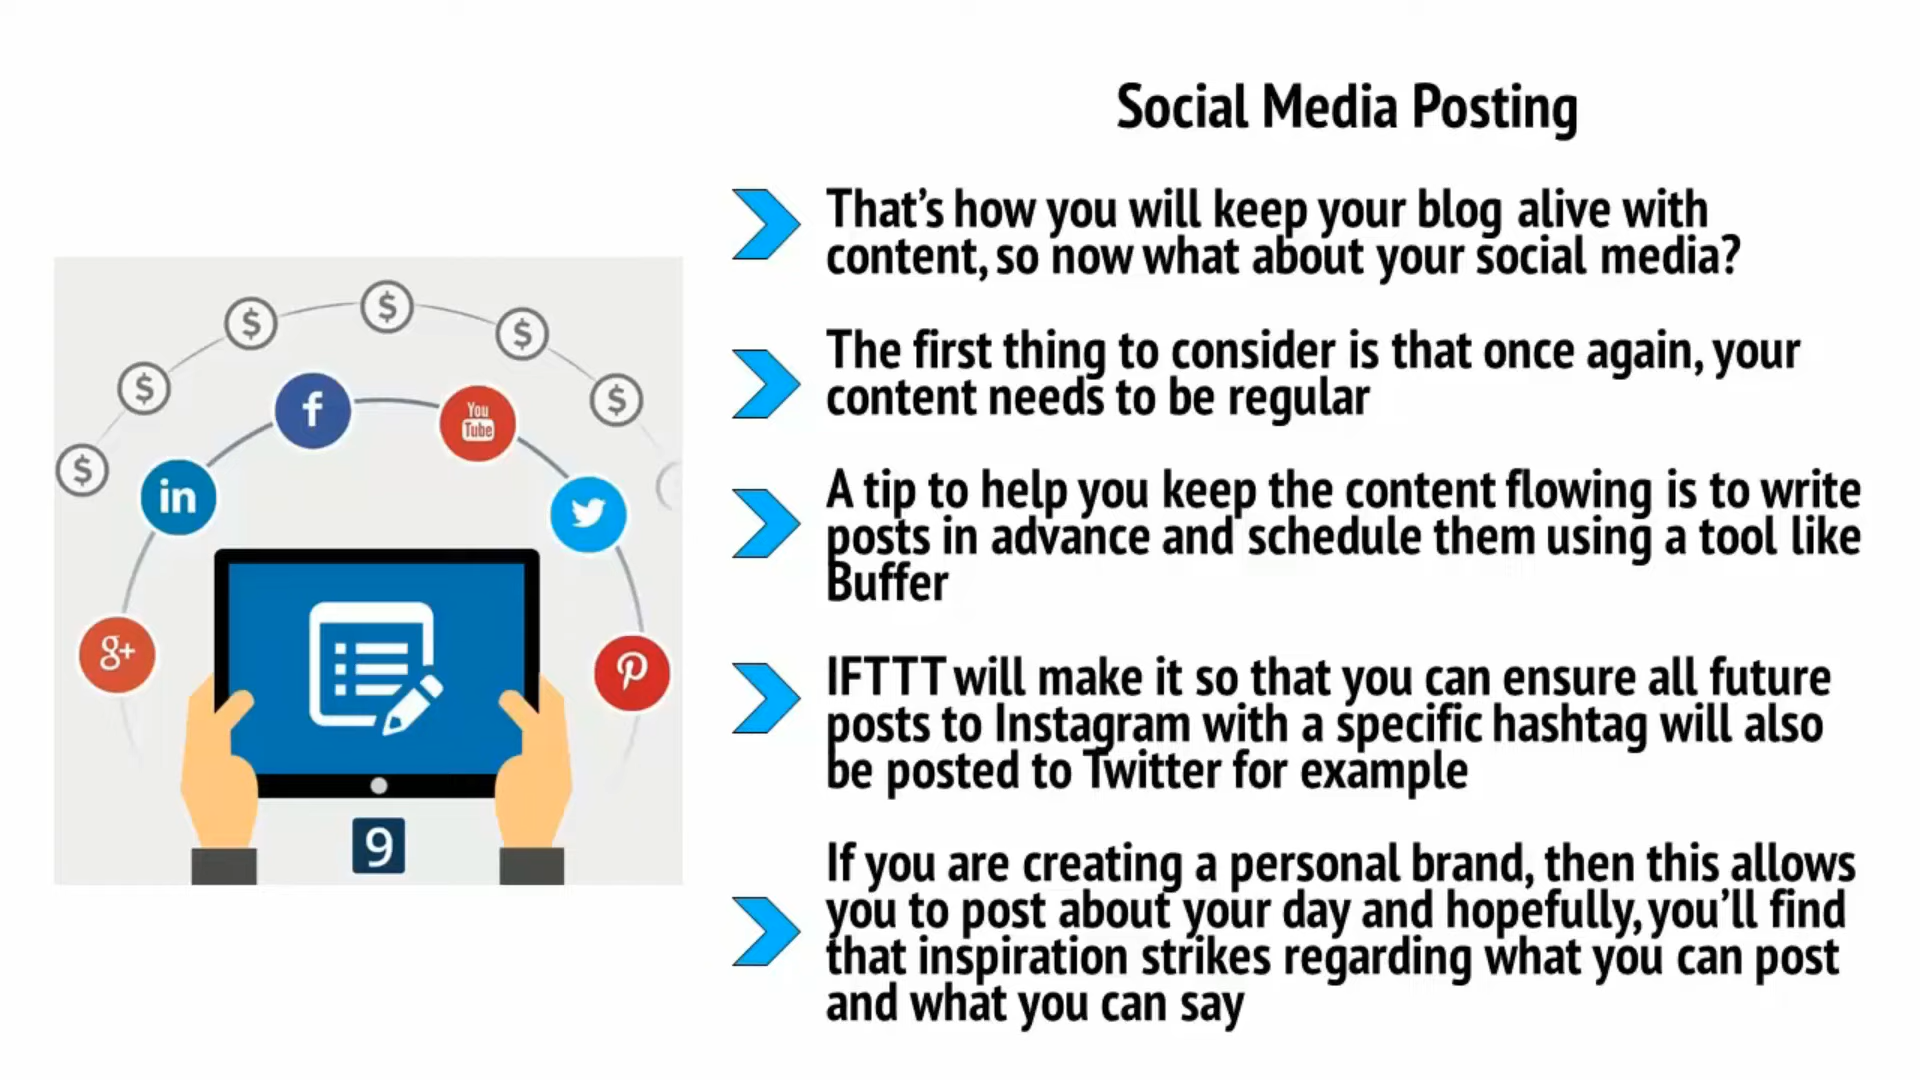 Social Media Posting
That's how you will keep your blog alive with
content, so now what about your social media?
The first thing to consider is that once again, your
content needs to be regular
A tip to help you keep the content flowing is to write
posts in advance and schedule them using a tool like
Buffer
IFTTT will make it so that you can ensure all future
posts to Instagram with a specific hashtag will also
be posted to Twitter for example
If you are creating a personal brand, then this allows
you to post about your day and hopefully, you'll find
that inspiration strikes regarding what you can post
and what you can say
$
$
$
$
$
$
f
You
Tube
in
g+
9